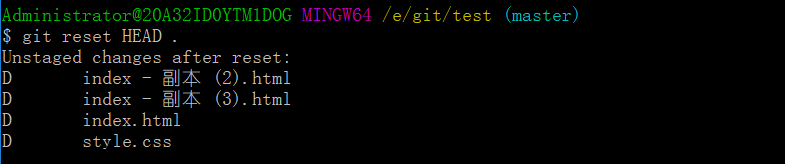 Administrator@20A32ID0YTM1DOG MINGW64 /e/git/test (master)
$ git reset HEAD .
Unstaged changes after reset:
D       index - 副本 (2).html
D       index - 副本 (3).html
D       index.html
D       style.css